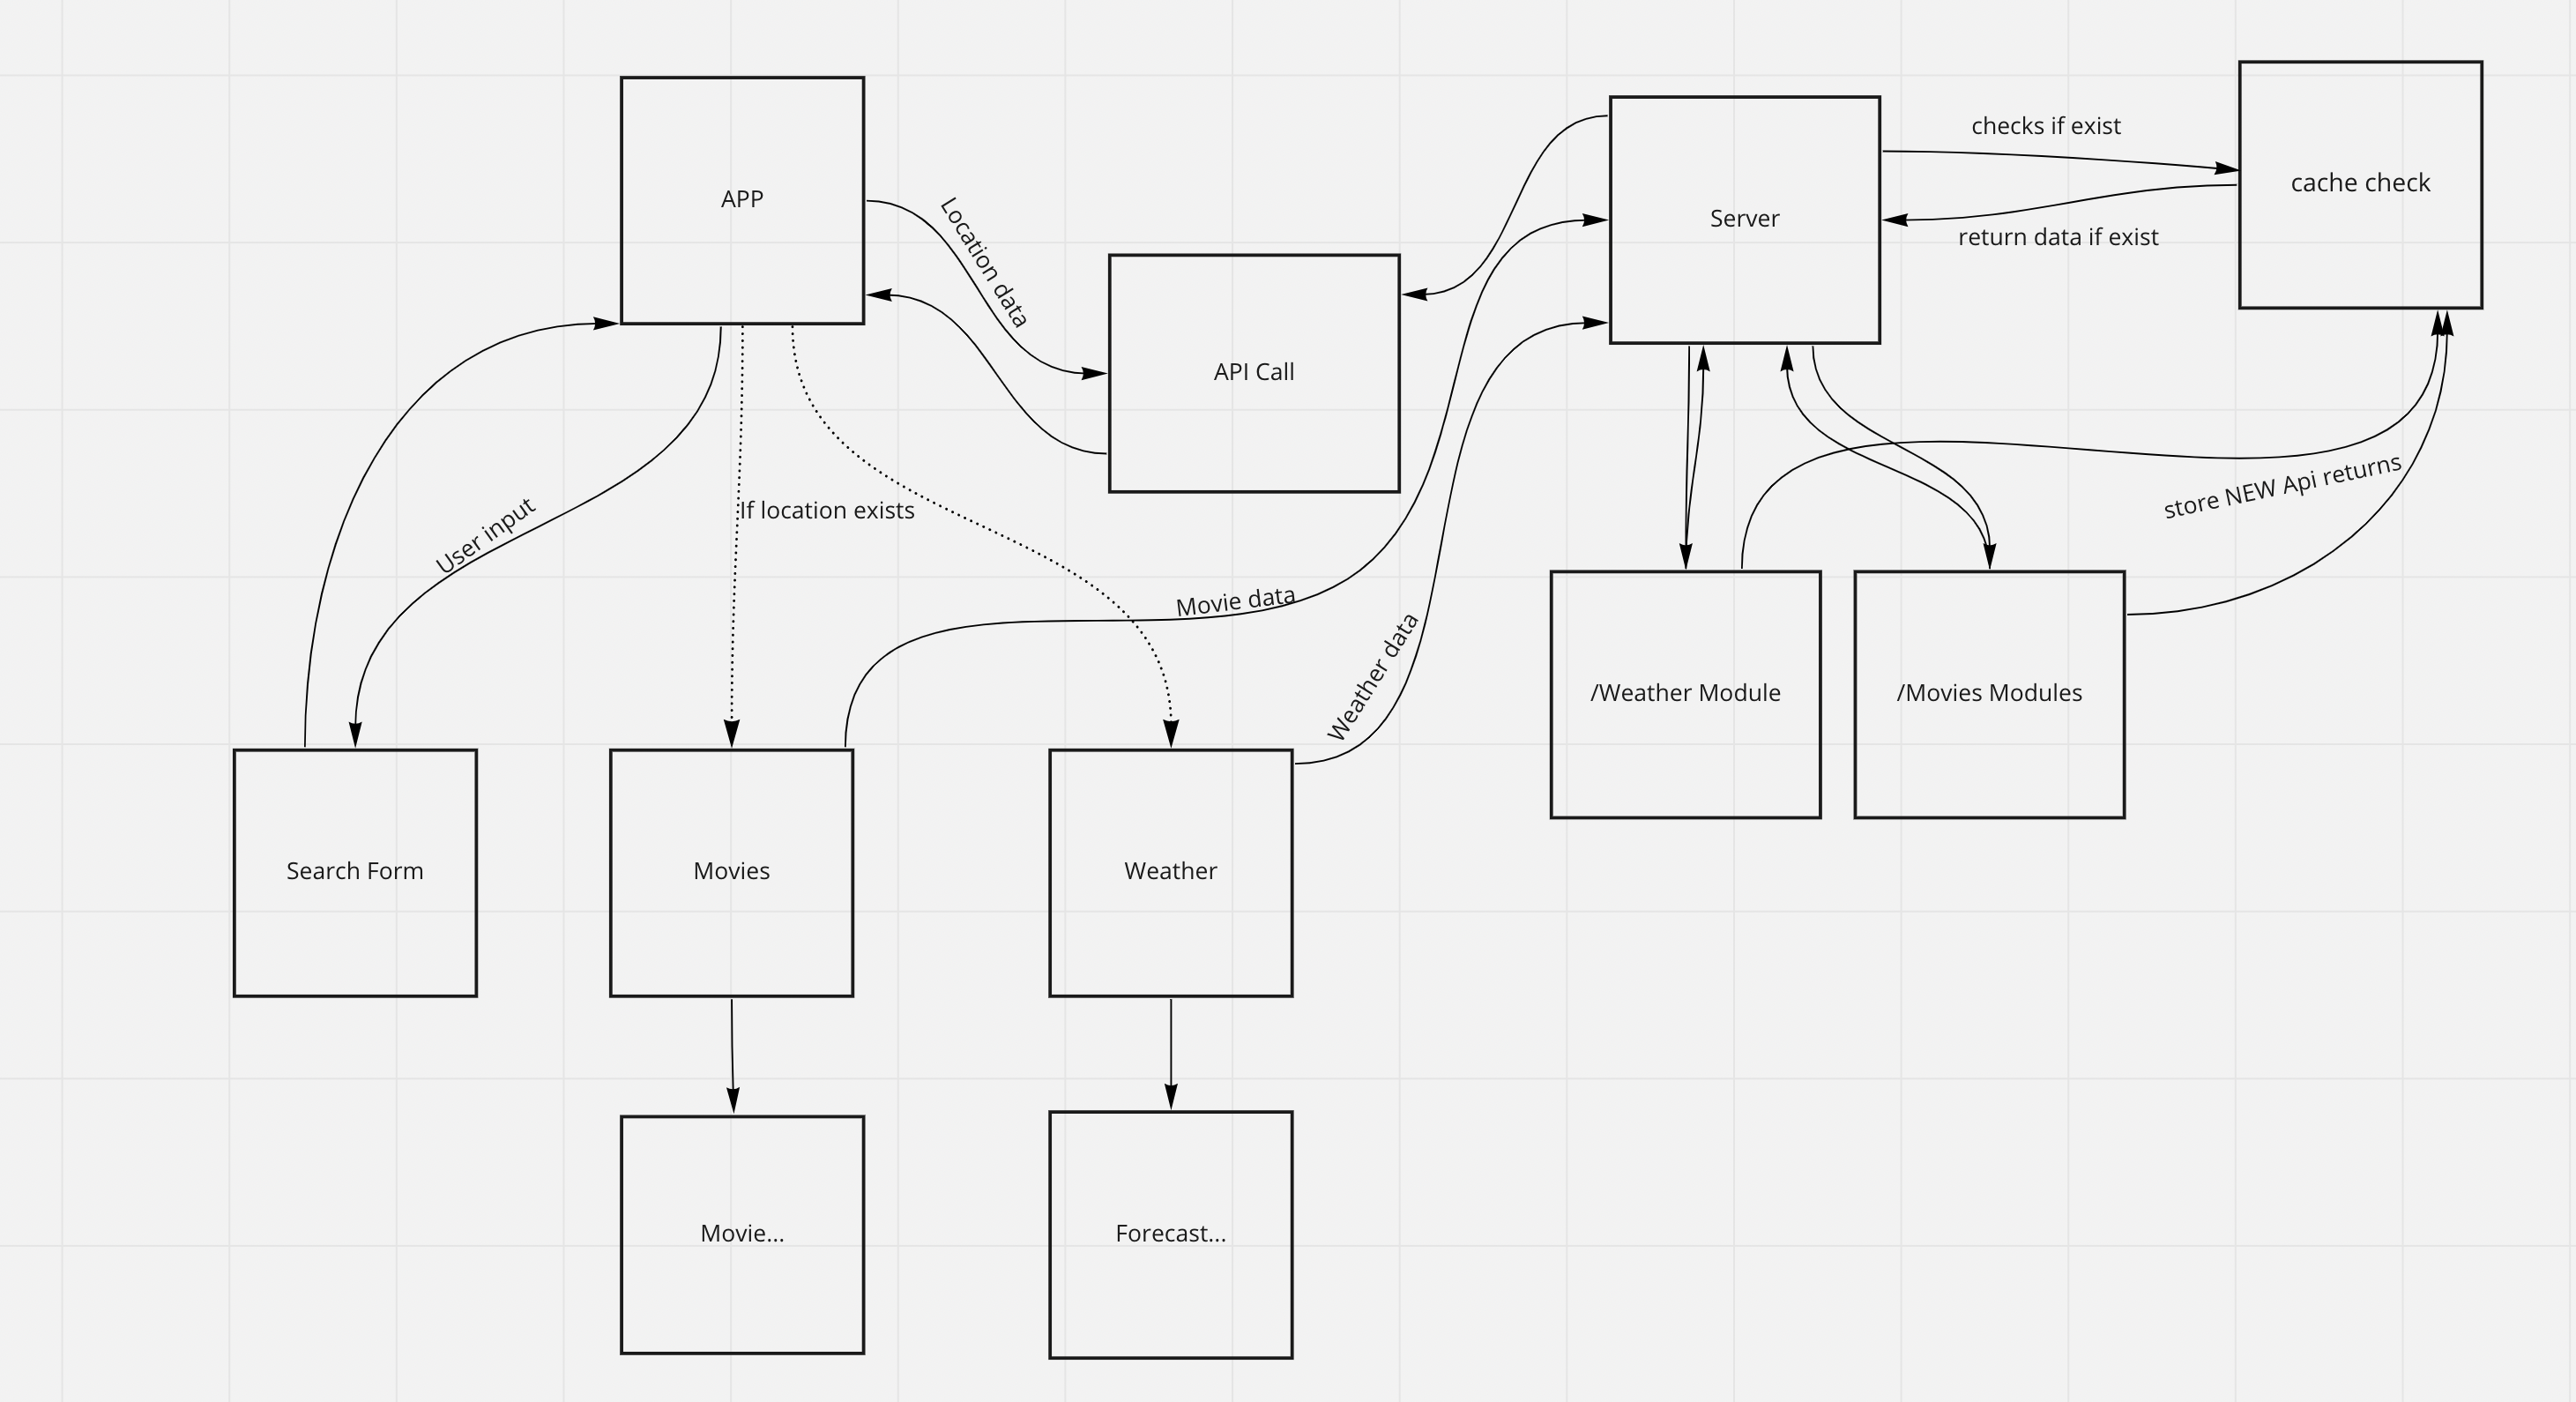 APP
Location data
API Call
Server
checks if exist
return data if exist
cache check
User input
If location exists
Movie data
Weather data
store NEW Api returns
/Weather Module
/Movies Modules
Search Form
Movies
Weather
Movie...
Forecast...